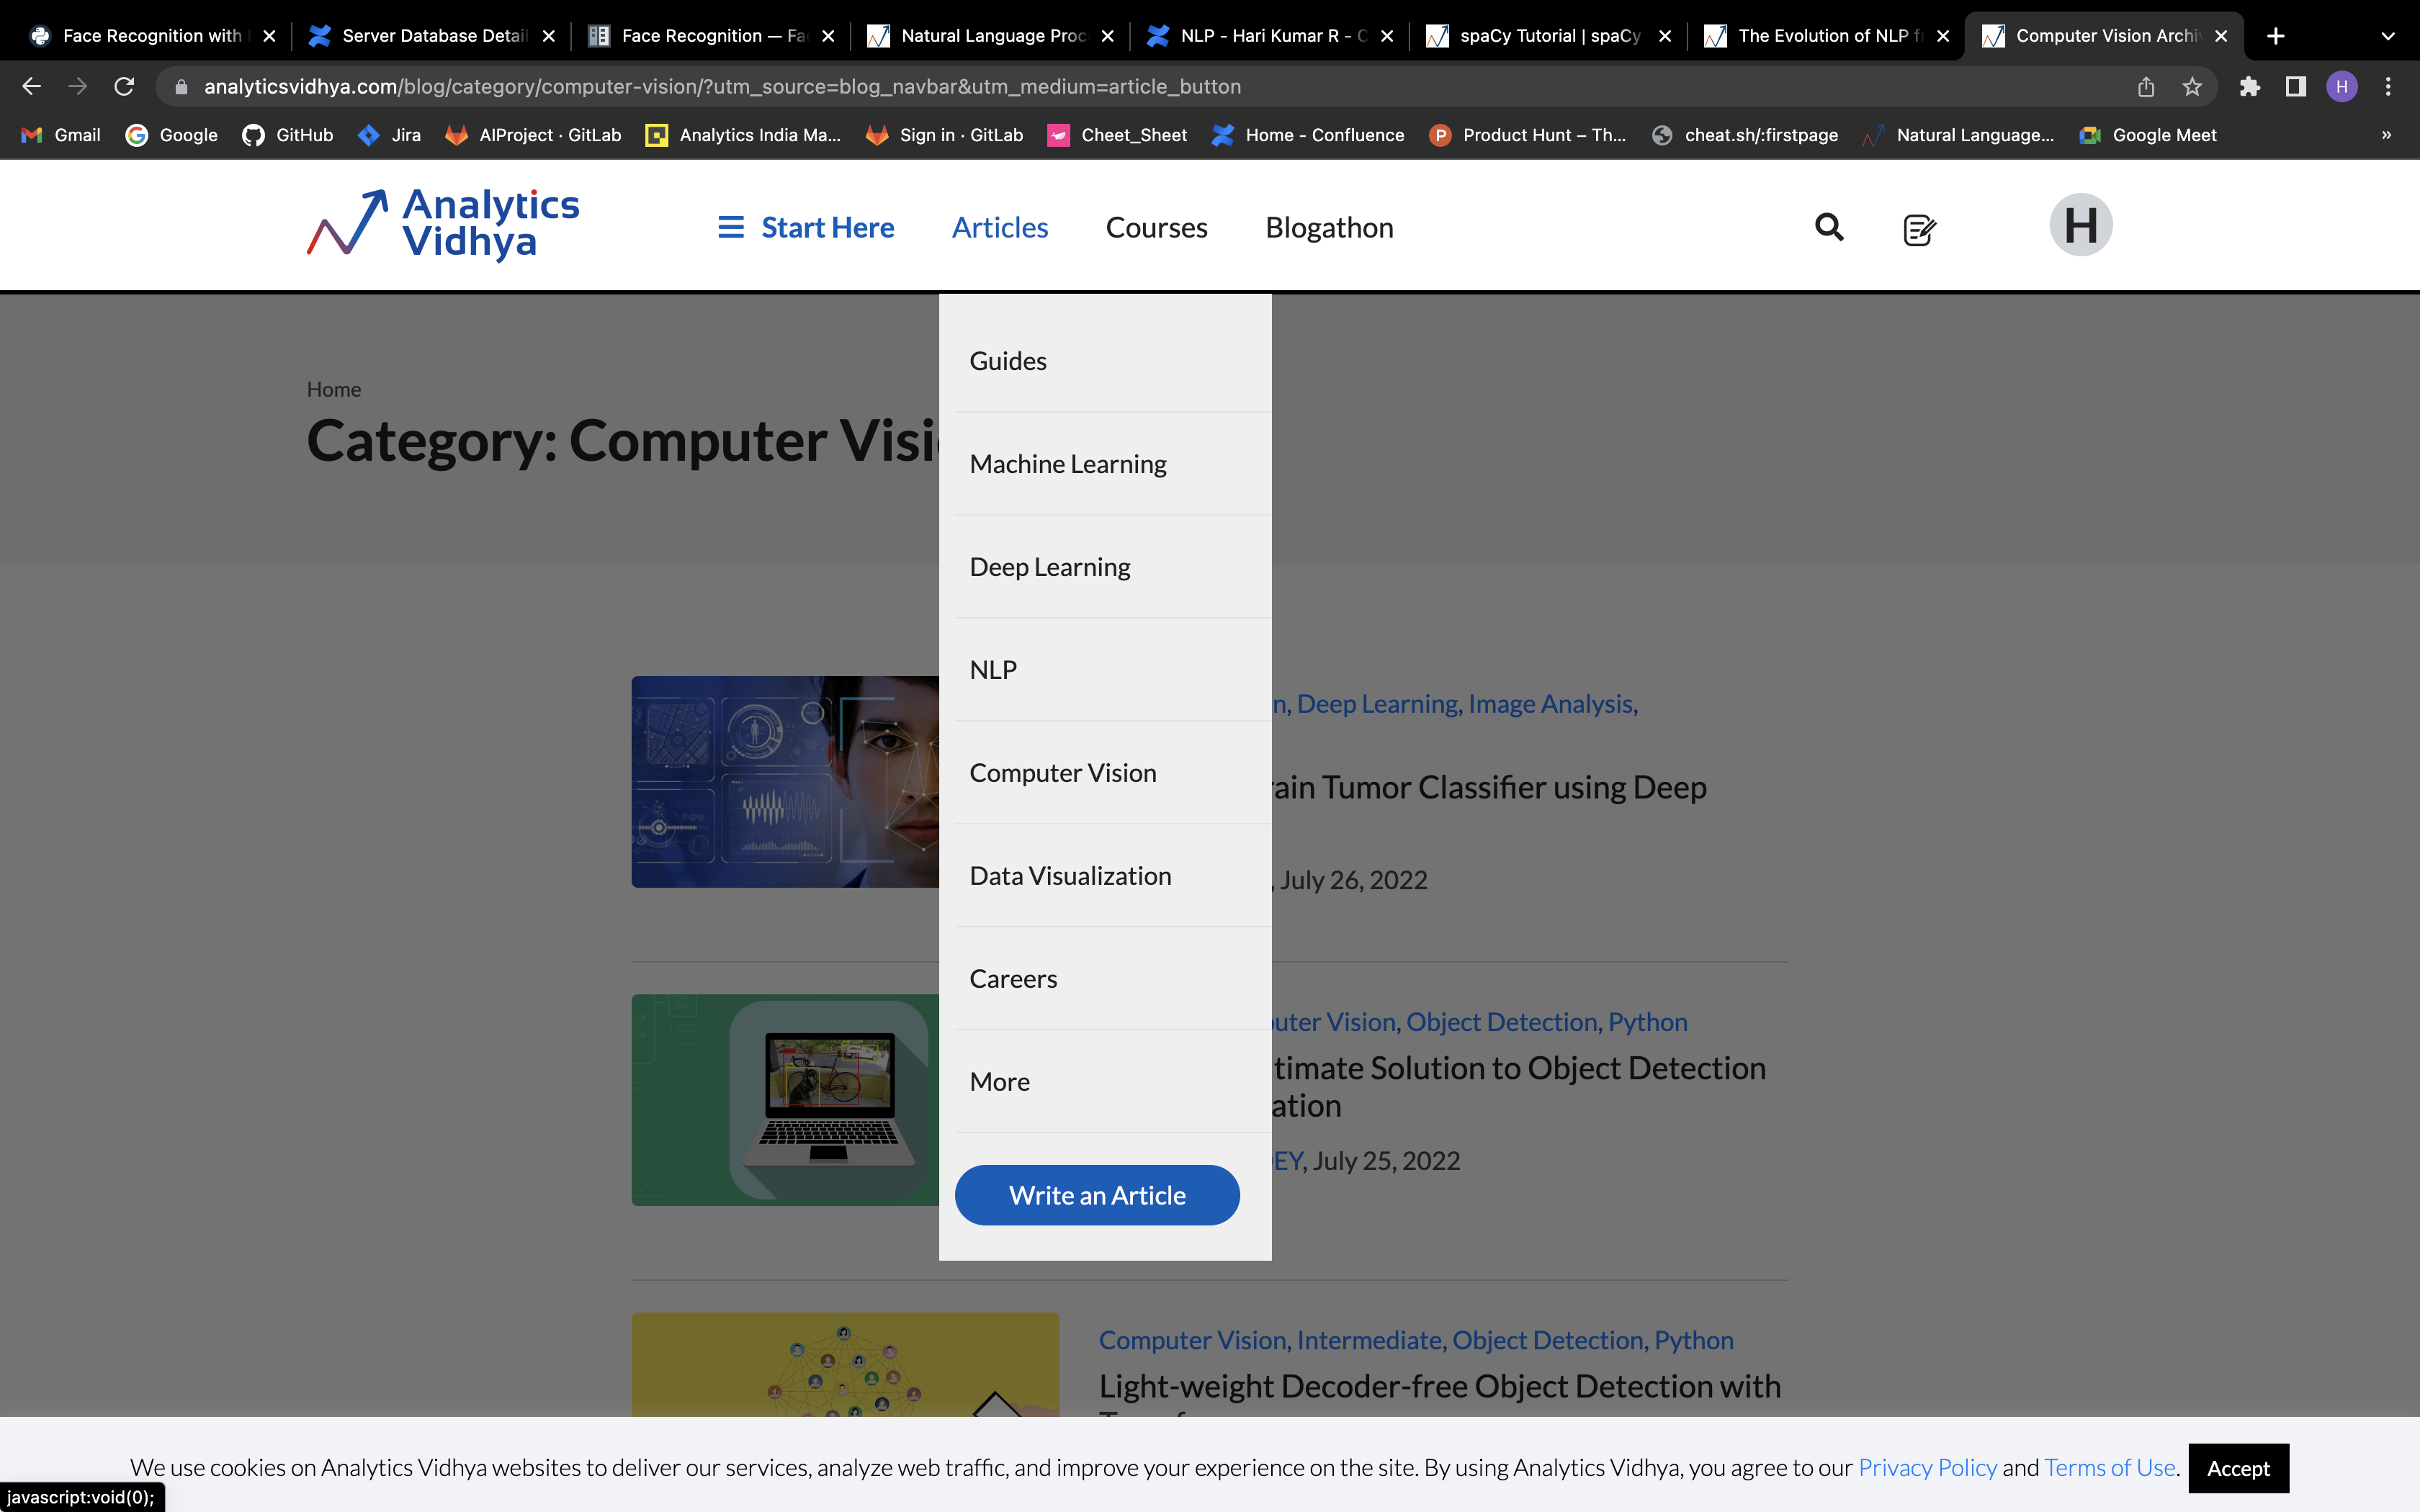 Face Recognition with
Server Database Detail
Face Recognition — Fa
Natural Language Proc
NLP - Hari Kumar R - C
spaCy Tutorial | spaCy
The Evolution of NLP f
Computer Vision Archi
analyticsvidhya.com/blog/category/computer-vision/?utm_source=blog_navbar&utm_medium=article_button
H
Gmail
Google
GitHub
Jira
AIProject · GitLab
Analytics India Ma...
Sign in · GitLab
Cheet_Sheet
Home - Confluence
Product Hunt – Th...
cheat.sh/:firstpage
Natural Language...
Google Meet
»
Analytics
Vidhya
Start Here
Articles
Courses
Blogathon
H
Home
Category: Computer Visi
Guides
Machine Learning
Deep Learning
NLP
Computer Vision
Data Visualization
Careers
More
Write an Article
n, Deep Learning, Image Analysis,
rain Tumor Classifier using Deep
, July 26, 2022
uter Vision, Object Detection, Python
timate Solution to Object Detection
ation
EY, July 25, 2022
Computer Vision, Intermediate, Object Detection, Python
Light-weight Decoder-free Object Detection with
We use cookies on Analytics Vidhya websites to deliver our services, analyze web traffic, and improve your experience on the site. By using Analytics Vidhya, you agree to our Privacy Policy and Terms of Use.
Accept
javascript:void(0);